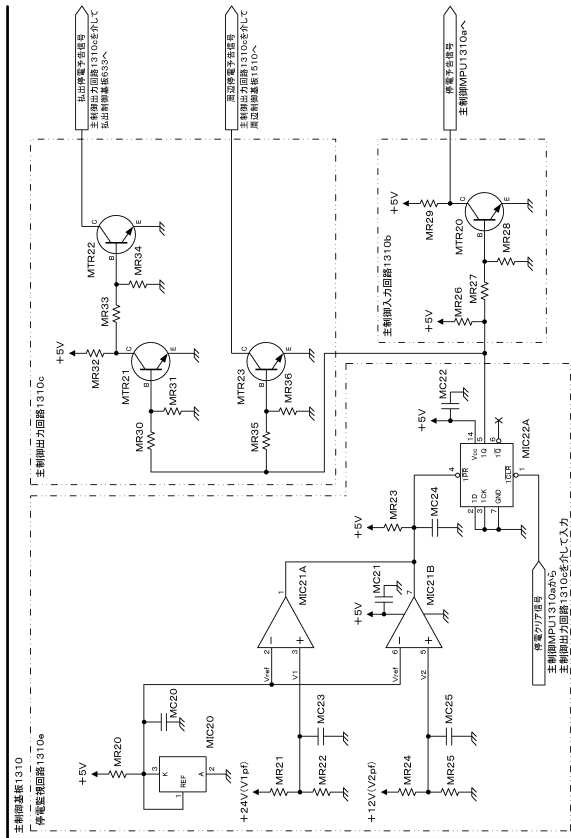 主制御基板1310
停電監視回路1310e
+5V
MR20
MC20
MIC20
K
REF
A
3
1
2
+24V(V1pf)
MR21
MR22
MC23
+12V(V2pf)
MR24
MR25
MC25
Vref
V1
2
3
1
MIC21A
Vref
V2
6
5
7
MIC21B
+5V
MC21
+5V
MR23
MC24
+5V
MC22
4
1PR
2
3
7
1D
1CK
GND
Vcc
1Q
1Q
14
5
6
1CLR
1
MIC22A
停電クリア信号
主制御MPU1310aから
主制御出力回路1310cを介して入力
主制御出力回路1310c
MR30
MR31
+5V
MR32
MTR21
B
C
E
MR33
MR34
MTR22
B
C
E
払出停電予告信号
主制御出力回路1310cを介して
払出制御基板633へ
MR35
MR36
MTR23
B
C
E
周辺停電予告信号
主制御出力回路1310cを介して
周辺制御基板1510へ
主制御入力回路1310b
+5V
MR26
MR27
MR28
+5V
MR29
MTR20
B
C
E
停電予告信号
主制御MPU1310aへ